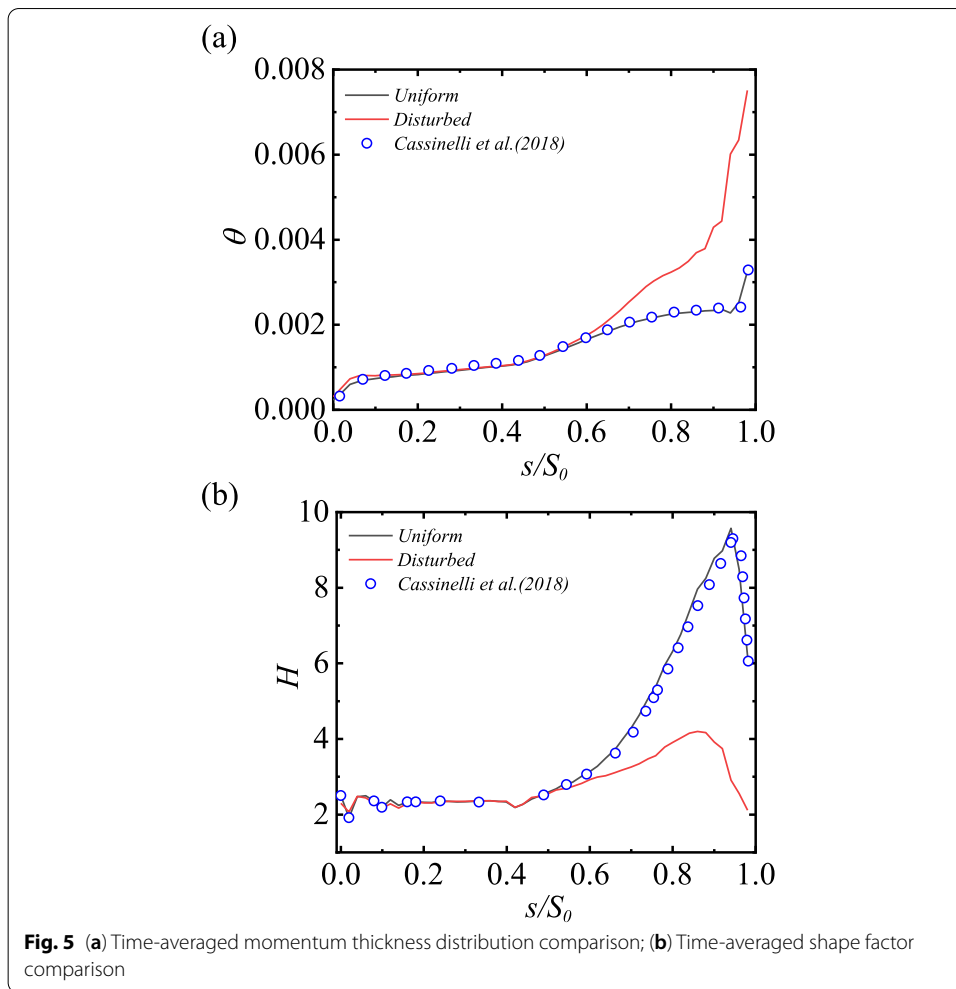 (a)
0.008
0.006
0.004
0.002
0.000
θ
Uniform
Disturbed
Cassinelli et al.(2018)
0.0 0.2 0.4 0.6 0.8 1.0
s/S0
(b)
10
8
6
4
2
H
Uniform
Disturbed
Cassinelli et al.(2018)
0.0 0.2 0.4 0.6 0.8 1.0
s/S0
Fig. 5 (a) Time-averaged momentum thickness distribution comparison; (b) Time-averaged shape factor
comparison